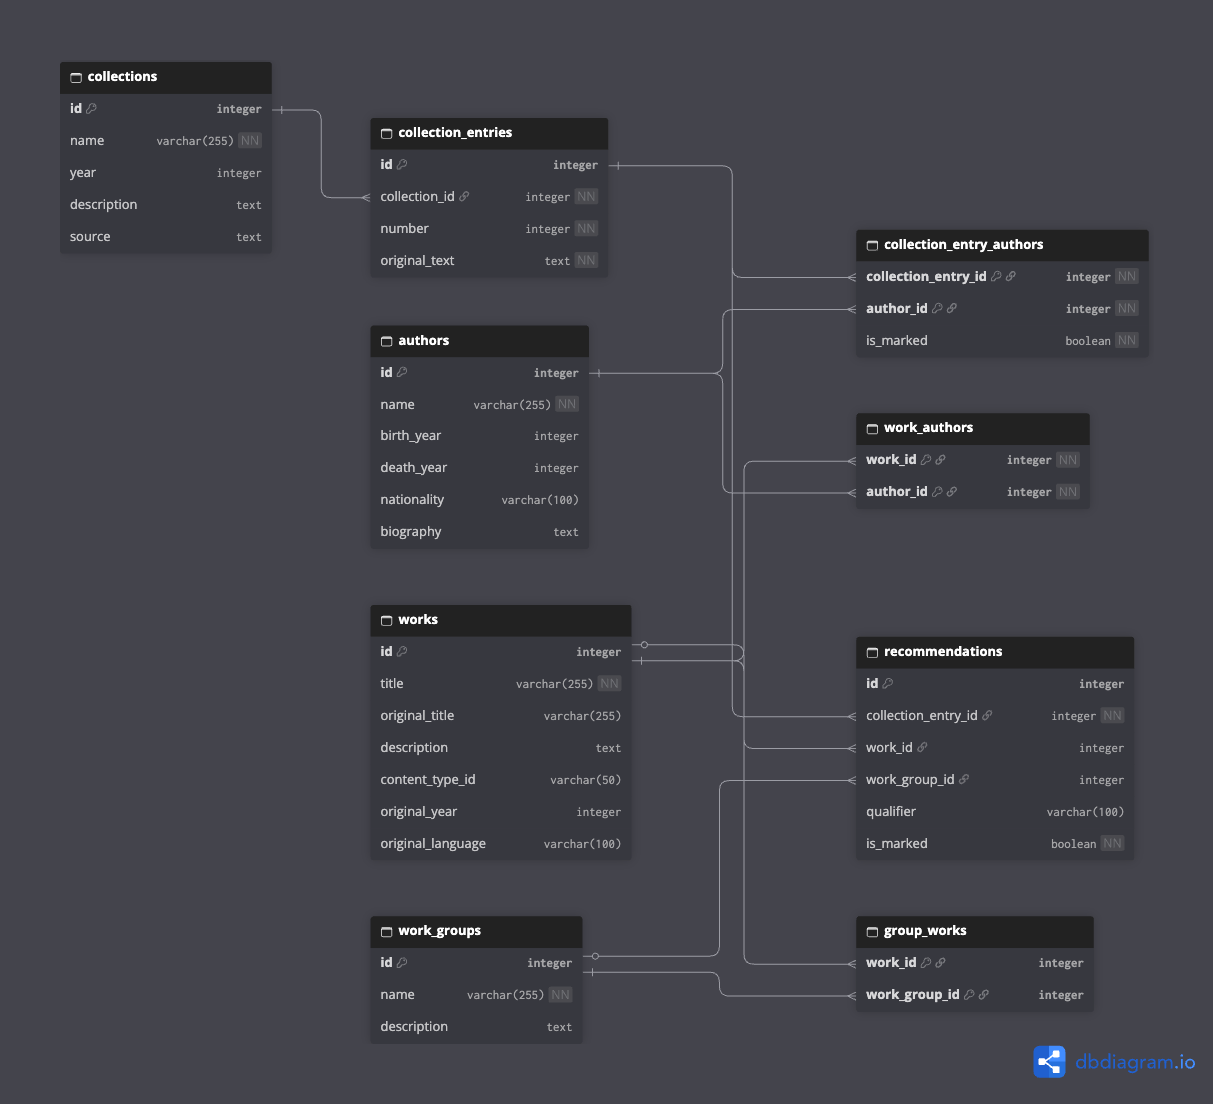 collections
id integer
name varchar(255) NN
year integer
description text
source text
collection_entries
id integer
collection_id integer NN
number integer NN
original_text text NN
collection_entry_authors
collection_entry_id integer NN
author_id integer NN
is_marked boolean NN
authors
id integer
name varchar(255) NN
birth_year integer
death_year integer
nationality varchar(100)
biography text
work_authors
work_id integer NN
author_id integer NN
works
id integer
title varchar(255) NN
original_title varchar(255)
description text
content_type_id varchar(50)
original_year integer
original_language varchar(100)
recommendations
id integer
collection_entry_id integer NN
work_id integer
work_group_id integer
qualifier varchar(100)
is_marked boolean NN
work_groups
id integer
name varchar(255) NN
description text
group_works
work_id integer
work_group_id integer
dbdiagram.io